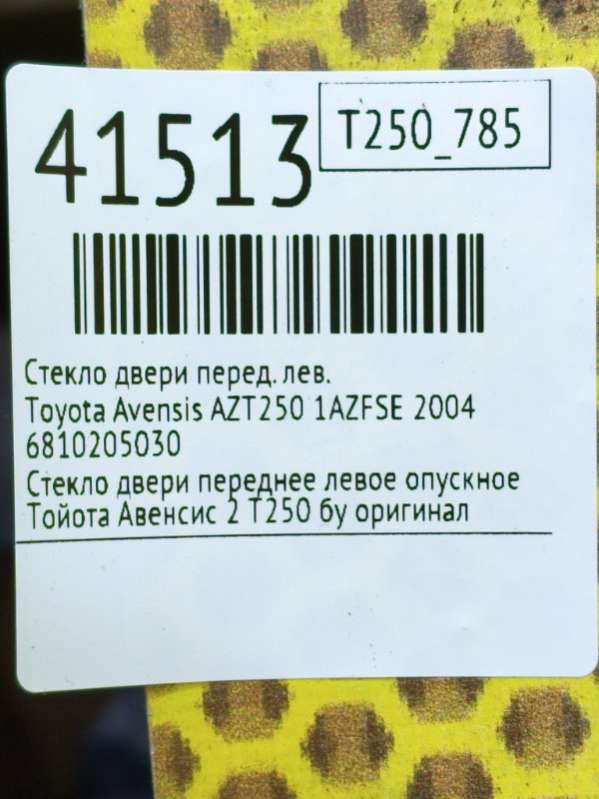 41513
T250_785
Стекло двери перед. лев.
Toyota Avensis AZT250 1AZFSE 2004
6810205030
Стекло двери переднее левое опускное
Тойота Авенсис 2 Т250 бу оригинал